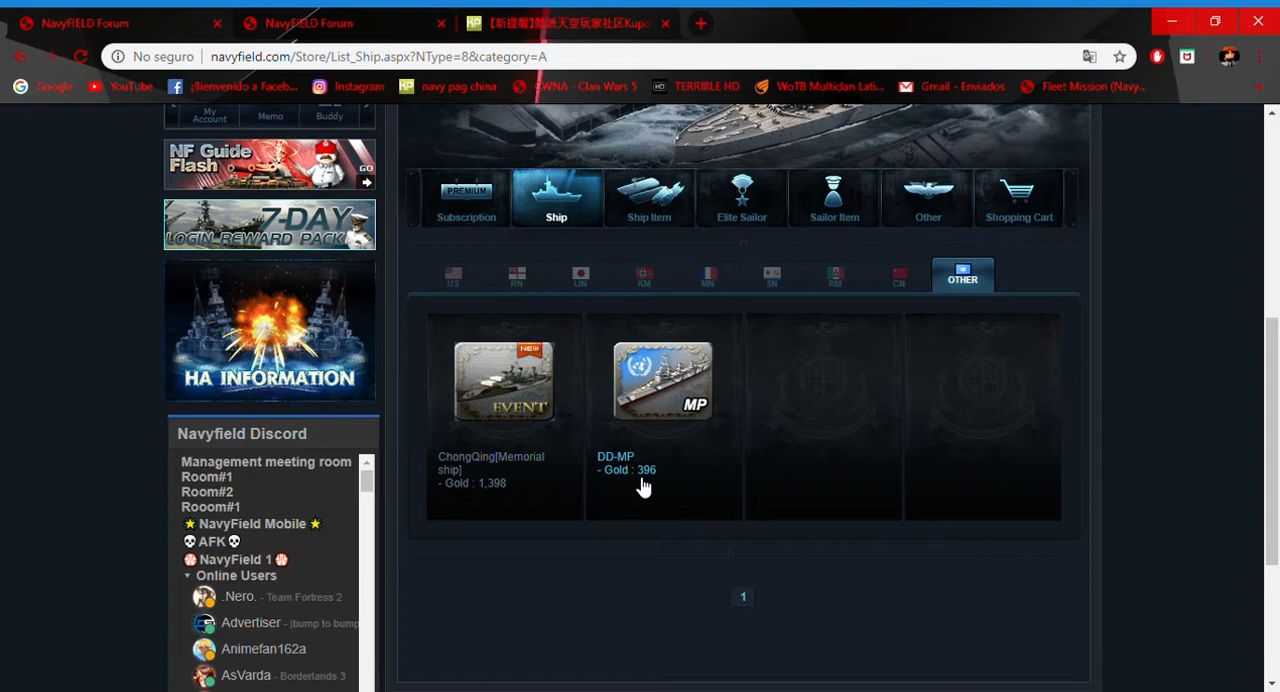 NavyFIELD Forum
NavyFIELD Forum
No seguro
navyfield.com/Store/List_Ship.aspx?NType=8&category=A
Google
YouTube
¡Bienvenido a Faceb...
Instagram
navy pag china
CWNA - Clan Wars 5
TERRIBLE HD
WoTB Multiclan Lati...
Gmail - Enviados
Fleet Mission (Navy...
»
My Account
Memo
Buddy
NF Guide Flash
GO
7-DAY
LOGIN REWARD PACK
HA INFORMATION
Navyfield Discord
Management meeting room
Room#1
Room#2
Rooom#1
NavyField Mobile
AFK
NavyField 1
Online Users
.Nero. - Team Fortress 2
Advertiser - |bump to bump
Animefan162a
AsVarda - Borderlands 3
PREMIUM
Subscription
Ship
Ship Item
Elite Sailor
Sailor Item
Other
Shopping Cart
US
RN
IJN
KM
MN
SN
RM
CN
OTHER
NEW
EVENT
ChongQing[Memorial
ship]
- Gold : 1,398
MP
DD-MP
- Gold : 396
1